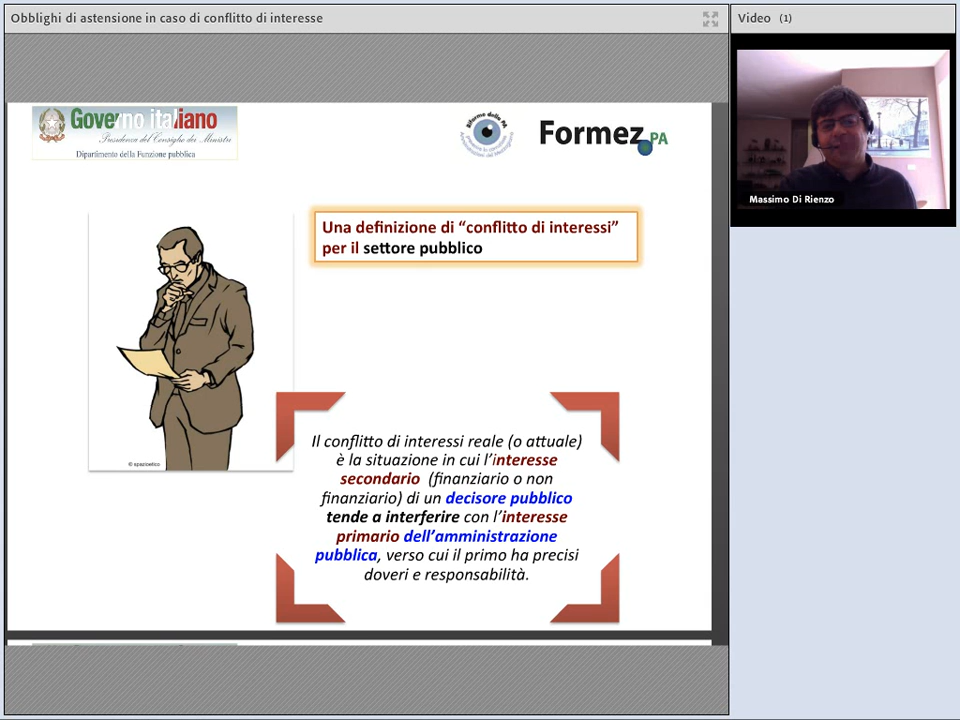 Obblighi di astensione in caso di conflitto di interesse
Video (1)
Governo italiano
Presidenza del Consiglio dei Ministri
Dipartimento della Funzione pubblica
Formez PA
Massimo Di Rienzo
Una definizione di “conflitto di interessi”
per il settore pubblico
© spazioetico
Il conflitto di interessi reale (o attuale)
è la situazione in cui l’interesse
secondario (finanziario o non
finanziario) di un decisore pubblico
tende a interferire con l’interesse
primario dell’amministrazione
pubblica, verso cui il primo ha precisi
doveri e responsabilità.